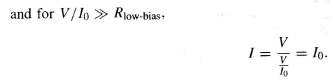 and for V/I₀ ≫ R_low-bias,
I = V / (V/I₀) = I₀.